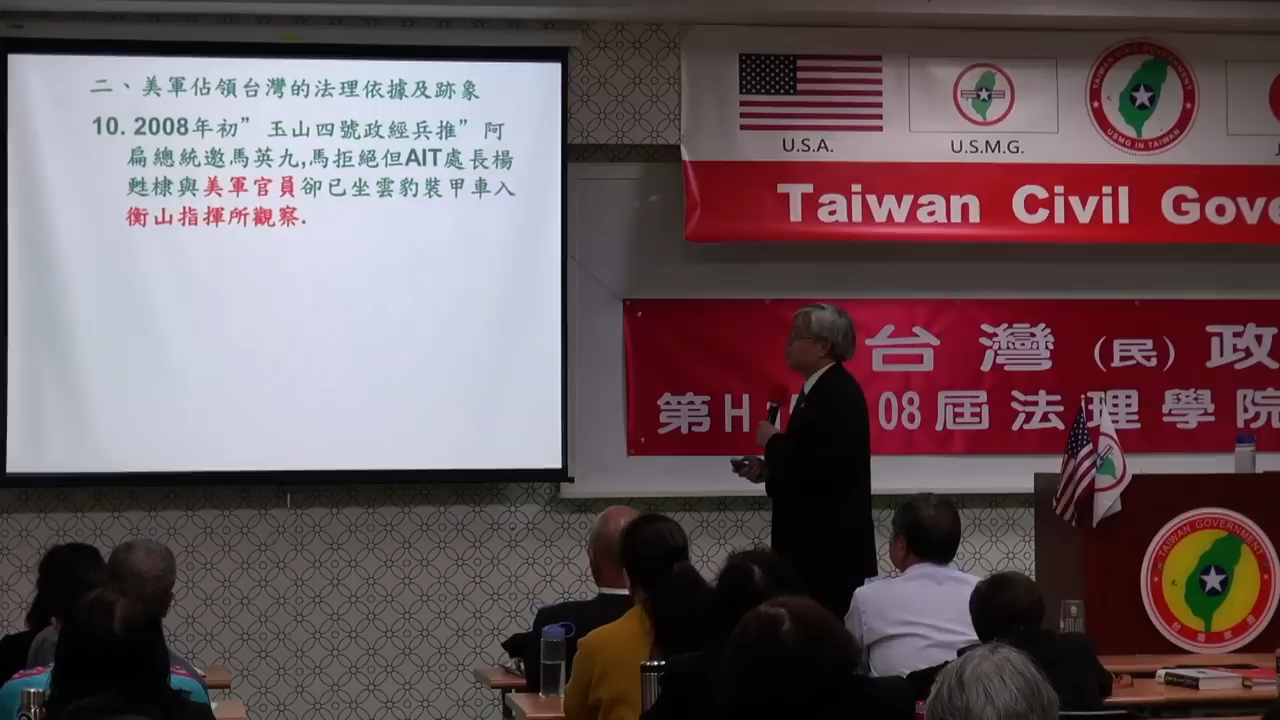 二、美軍佔領台灣的法理依據及跡象
10. 2008年初”玉山四號政經兵推”阿
扁總統邀馬英九,馬拒絕但AIT處長楊
甦棣與美軍官員卻已坐雲豹裝甲車入
衡山指揮所觀察.
U.S.A.
U.S.M.G.
TAIWAN CIVIL GOVERNMENT
USMG IN TAIWAN
Taiwan Civil Gove
台灣(民)政
第H 08屆法理學院
TAIWAN GOVERNMENT